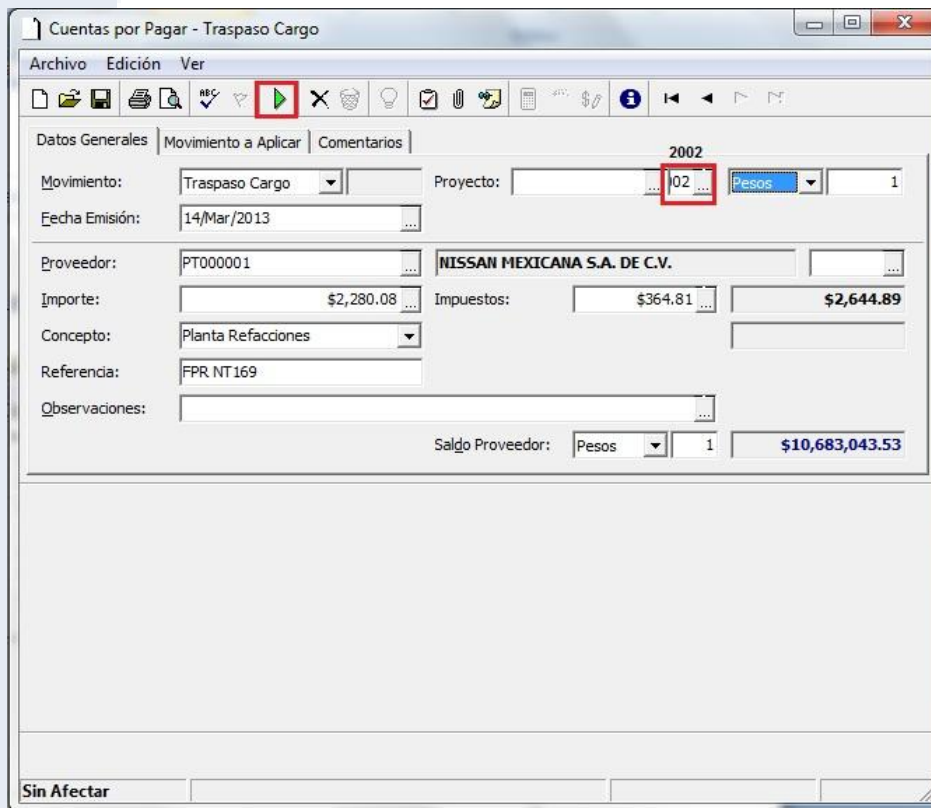 Cuentas por Pagar - Traspaso Cargo
Archivo Edición Ver
ABC
Datos Generales Movimiento a Aplicar Comentarios
2002
Movimiento: Traspaso Cargo Proyecto: ... 02 ... Pesos 1
Fecha Emisión: 14/Mar/2013 ...
Proveedor: PT000001 ... NISSAN MEXICANA S.A. DE C.V. ...
Importe: $2,280.08 ... Impuestos: $364.81 ... $2,644.89
Concepto: Planta Refacciones
Referencia: FPR NT169
Observaciones: ...
Saldo Proveedor: Pesos 1 $10,683,043.53
Sin Afectar